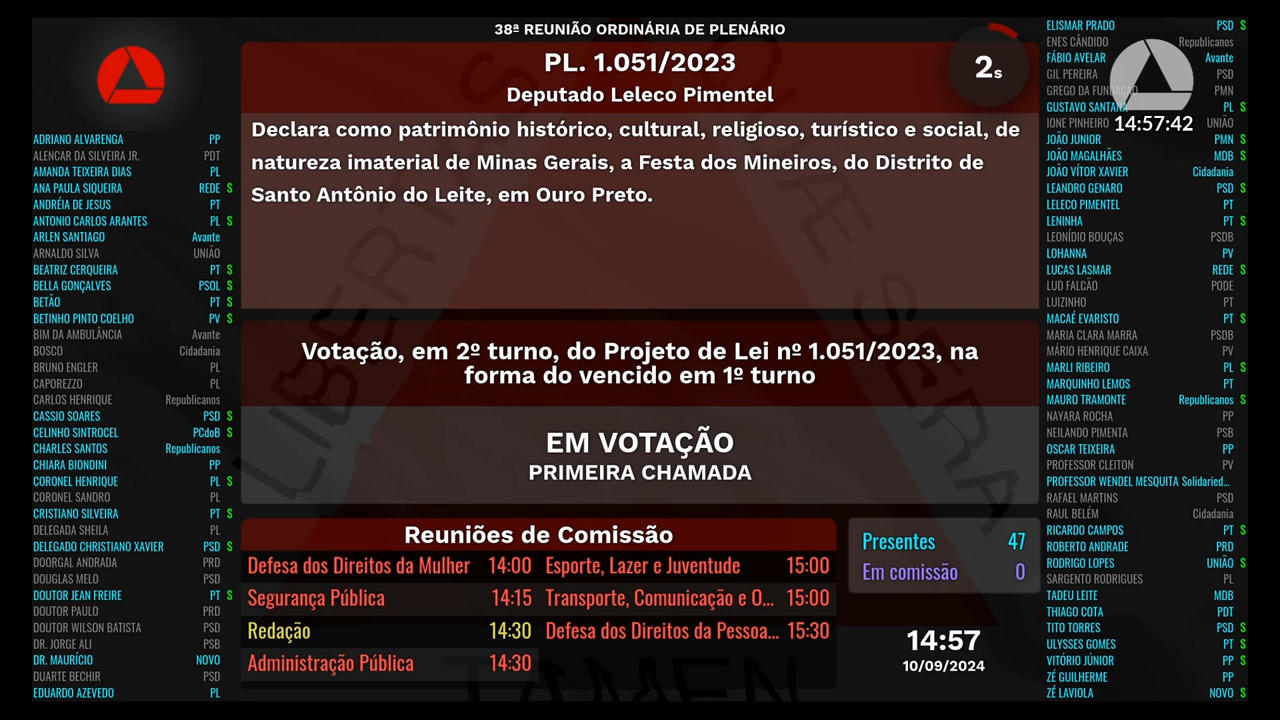 38ª REUNIÃO ORDINÁRIA DE PLENÁRIO
PL. 1.051/2023
Deputado Leleco Pimentel
2s
Declara como patrimônio histórico, cultural, religioso, turístico e social, de
natureza imaterial de Minas Gerais, a Festa dos Mineiros, do Distrito de
Santo Antônio do Leite, em Ouro Preto.
Votação, em 2º turno, do Projeto de Lei nº 1.051/2023, na
forma do vencido em 1º turno
EM VOTAÇÃO
PRIMEIRA CHAMADA
Reuniões de Comissão
Defesa dos Direitos da Mulher 14:00 Esporte, Lazer e Juventude 15:00
Segurança Pública 14:15 Transporte, Comunicação e O... 15:00
Redação 14:30 Defesa dos Direitos da Pessoa... 15:30
Administração Pública 14:30
Presentes 47
Em comissão 0
14:57
10/09/2024
ADRIANO ALVARENGA PP
ALENCAR DA SILVEIRA JR. PDT
AMANDA TEIXEIRA DIAS PL
ANA PAULA SIQUEIRA REDE S
ANDRÉIA DE JESUS PT
ANTONIO CARLOS ARANTES PL S
ARLEN SANTIAGO Avante
ARNALDO SILVA UNIÃO
BEATRIZ CERQUEIRA PT S
BELLA GONÇALVES PSOL S
BETÃO PT S
BETINHO PINTO COELHO PV S
BIM DA AMBULÂNCIA Avante
BOSCO Cidadania
BRUNO ENGLER PL
CAPOREZZO PL
CARLOS HENRIQUE Republicanos
CASSIO SOARES PSD S
CELINHO SINTROCEL PCdoB S
CHARLES SANTOS Republicanos
CHIARA BIONDINI PP
CORONEL HENRIQUE PL S
CORONEL SANDRO PL
CRISTIANO SILVEIRA PT S
DELEGADA SHEILA PL
DELEGADO CHRISTIANO XAVIER PSD S
DOORGAL ANDRADA PRD
DOUGLAS MELO PSD
DOUTOR JEAN FREIRE PT S
DOUTOR PAULO PRD
DOUTOR WILSON BATISTA PSD
DR. JORGE ALI PSB
DR. MAURÍCIO NOVO
DUARTE BECHIR PSD
EDUARDO AZEVEDO PL
ELISMAR PRADO PSD S
ENES CÂNDIDO Republicanos
FÁBIO AVELAR Avante
GIL PEREIRA PSD
GREGO DA FUNDAÇÃO PMN
GUSTAVO SANTANA PL S
IONE PINHEIRO UNIÃO
14:57:42
JOÃO JUNIOR PMN S
JOÃO MAGALHÃES MDB S
JOÃO VÍTOR XAVIER Cidadania
LEANDRO GENARO PSD S
LELECO PIMENTEL PT
LENINHA PT S
LEONÍDIO BOUÇAS PSDB
LOHANNA PV
LUCAS LASMAR REDE S
LUD FALCÃO PODE
LUIZINHO PT
MACAÉ EVARISTO PT S
MARIA CLARA MARRA PSDB
MÁRIO HENRIQUE CAIXA PV
MARLI RIBEIRO PL S
MARQUINHO LEMOS PT
MAURO TRAMONTE Republicanos S
NAYARA ROCHA PP
NEILANDO PIMENTA PSB
OSCAR TEIXEIRA PP
PROFESSOR CLEITON PV
PROFESSOR WENDEL MESQUITA Solidaried...
RAFAEL MARTINS PSD
RAUL BELÉM Cidadania
RICARDO CAMPOS PT S
ROBERTO ANDRADE PRD
RODRIGO LOPES UNIÃO S
SARGENTO RODRIGUES PL
TADEU LEITE MDB
THIAGO COTA PDT
TITO TORRES PSD S
ULYSSES GOMES PT S
VITÓRIO JÚNIOR PP S
ZÉ GUILHERME PP
ZÉ LAVIOLA NOVO S